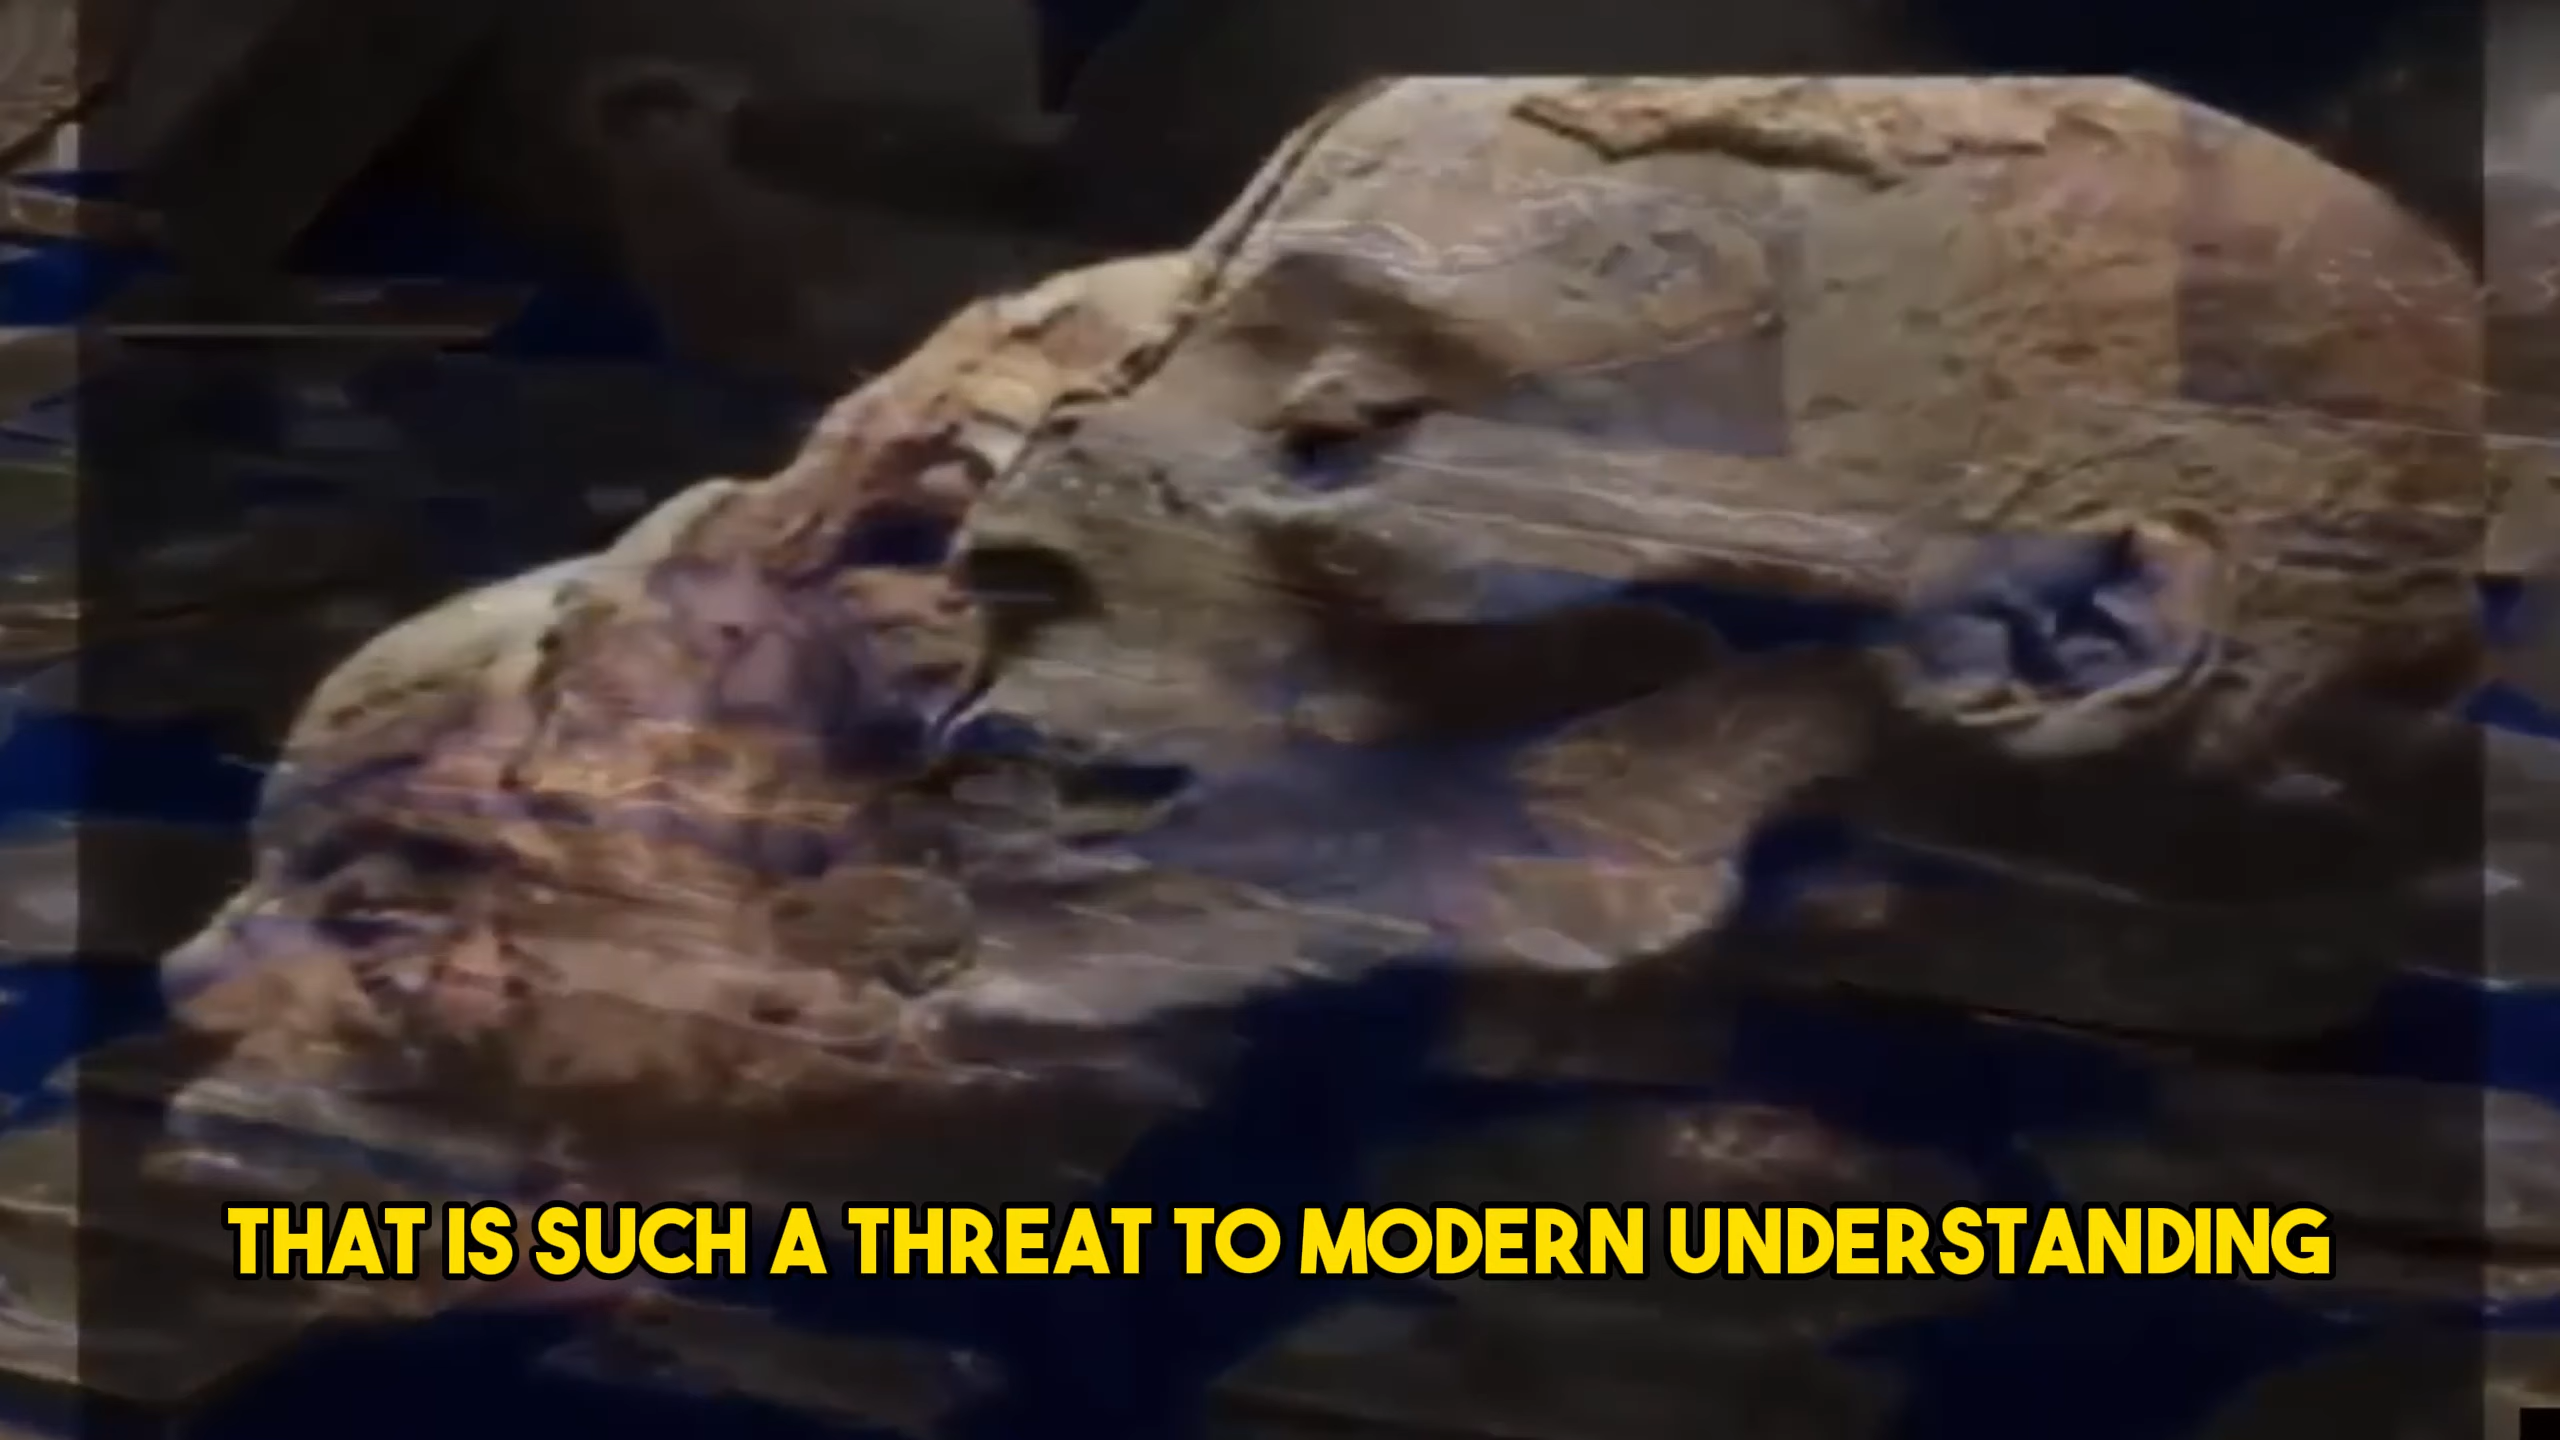 THAT IS SUCH A THREAT TO MODERN UNDERSTANDING